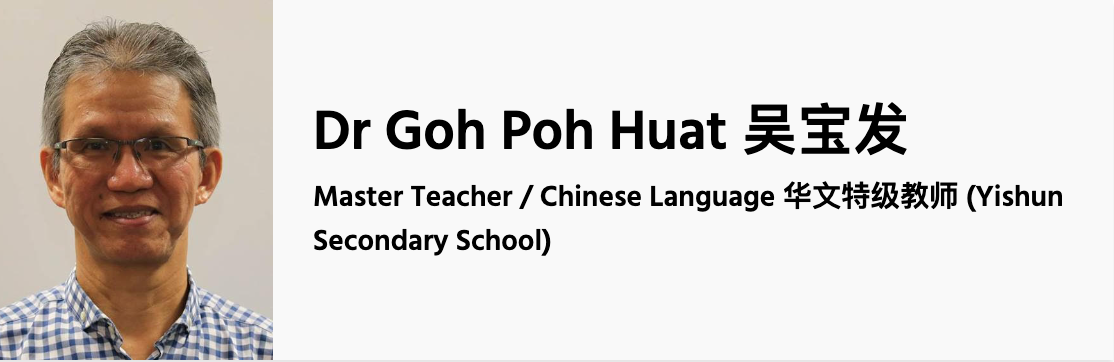 Dr Goh Poh Huat 吴宝发
Master Teacher / Chinese Language 华文特级教师 (Yishun
Secondary School)